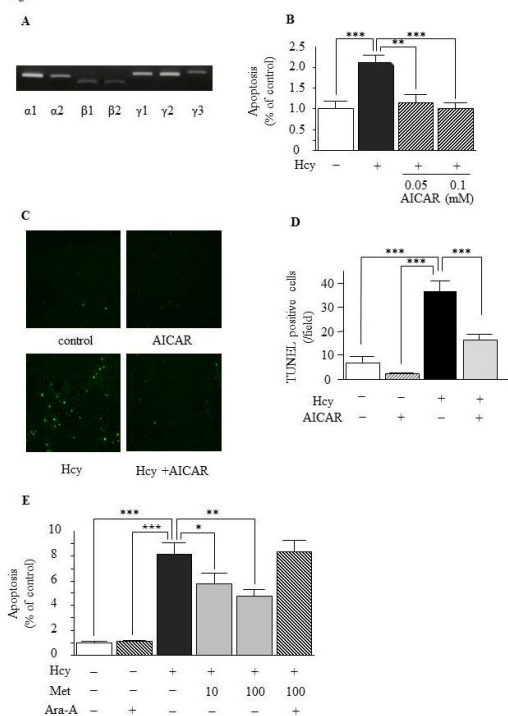 A
α1 α2 β1 β2 γ1 γ2 γ3
B
Apoptosis
(% of control)
2.5
2.0
1.5
1.0
0.5
0
*** ***
**
Hcy – + + +
0.05 0.1
AICAR (mM)
C
control AICAR
Hcy Hcy +AICAR
D
TUNEL positive cells
(/field)
40
30
20
10
0
*** ***
***
Hcy – – + +
AICAR – + – +
E
Apoptosis
(% of control)
10
8
6
4
2
0
*** **
*** *
Hcy – – + + + +
Met – – – 10 100 100
Ara-A – + – – – +